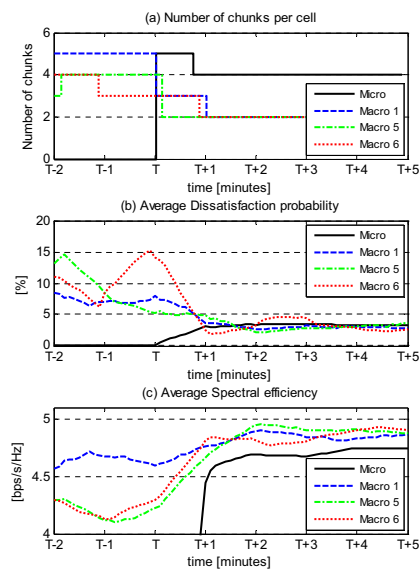 (a) Number of chunks per cell
Number of chunks
6
4
2
0
Micro
Macro 1
Macro 5
Macro 6
T-2 T-1 T T+1 T+2 T+3 T+4 T+5
time [minutes]
(b) Average Dissatisfaction probability
[%]
20
15
10
5
0
Micro
Macro 1
Macro 5
Macro 6
T-2 T-1 T T+1 T+2 T+3 T+4 T+5
time [minutes]
(c) Average Spectral efficiency
[bps/s/Hz]
5
4.5
4
Micro
Macro 1
Macro 5
Macro 6
T-2 T-1 T T+1 T+2 T+3 T+4 T+5
time [minutes]